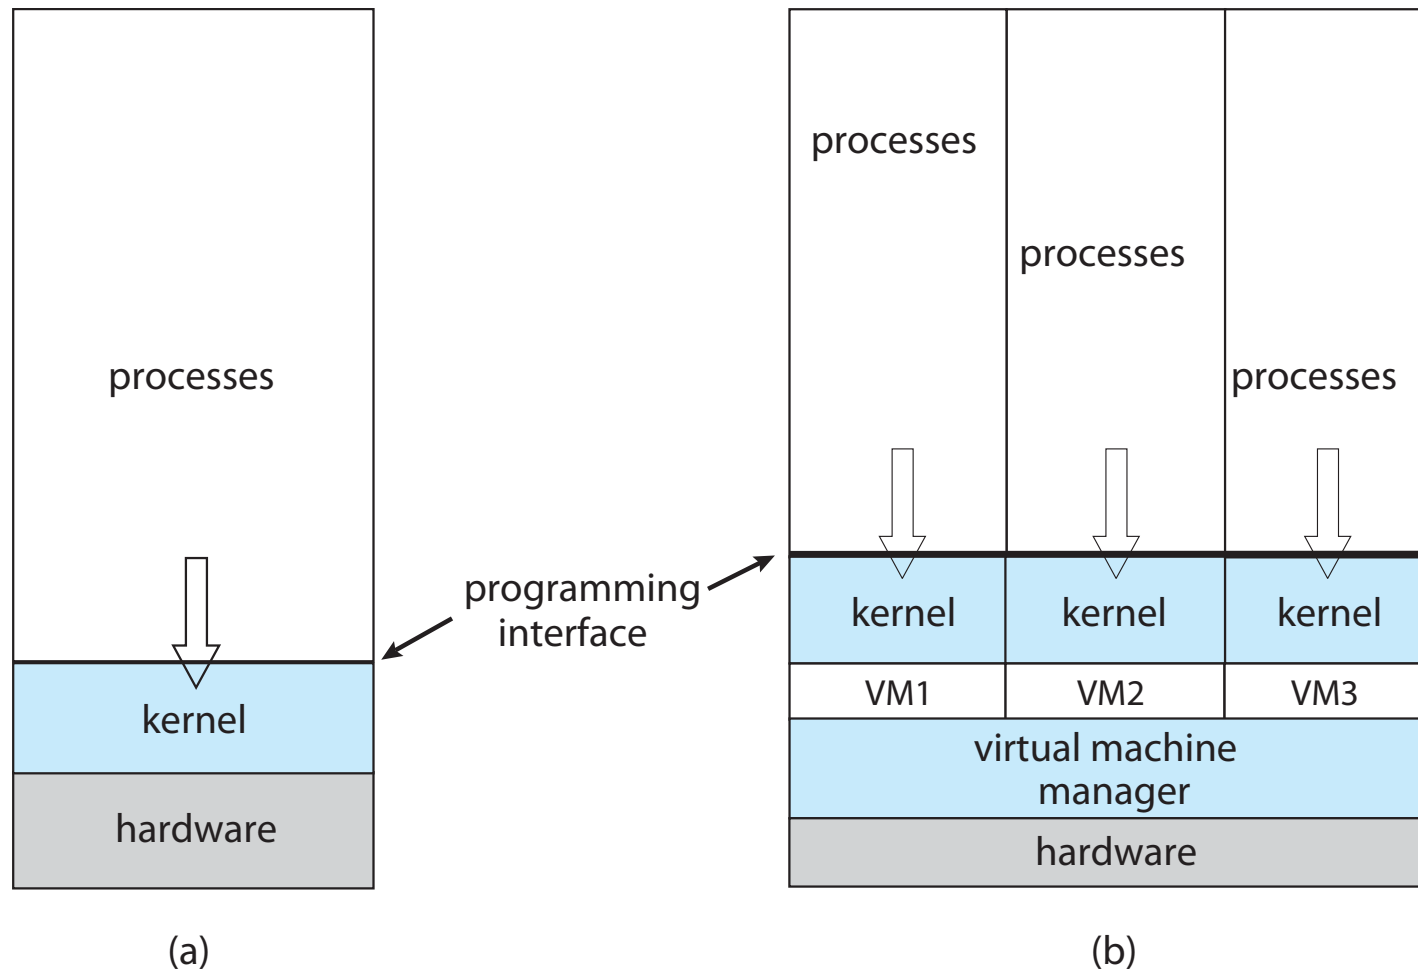 processes
kernel
hardware
(a)
programming
interface
processes
processes
processes
kernel
kernel
kernel
VM1
VM2
VM3
virtual machine
manager
hardware
(b)